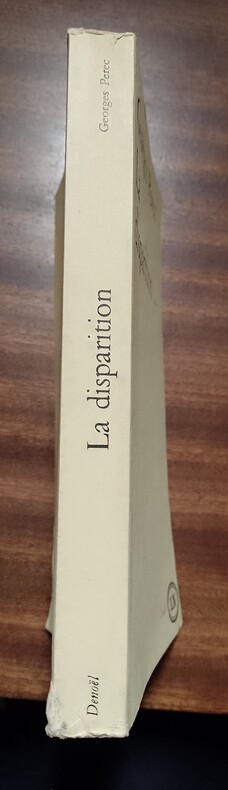 Georges Perec
La disparition
Denoël